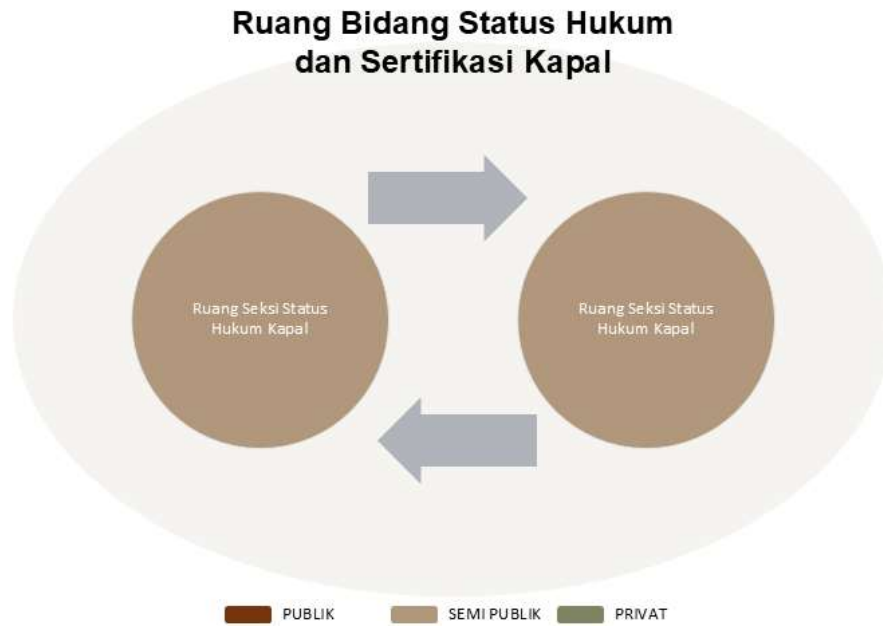 Ruang Bidang Status Hukum
dan Sertifikasi Kapal
Ruang Seksi Status
Hukum Kapal
Ruang Seksi Status
Hukum Kapal
PUBLIK
SEMI PUBLIK
PRIVAT